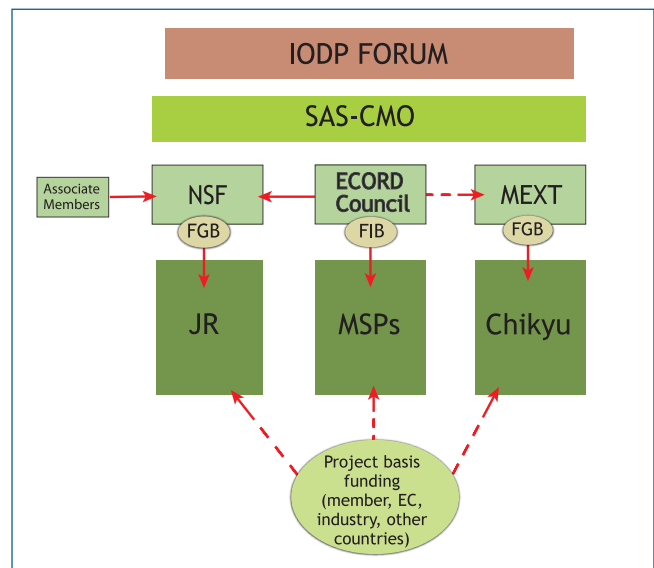 IODP FORUM
SAS-CMO
Associate
Members
NSF
ECORD
Council
MEXT
FGB
FIB
FGB
JR
MSPs
Chikyu
Project basis
funding
(member, EC,
industry, other
countries)